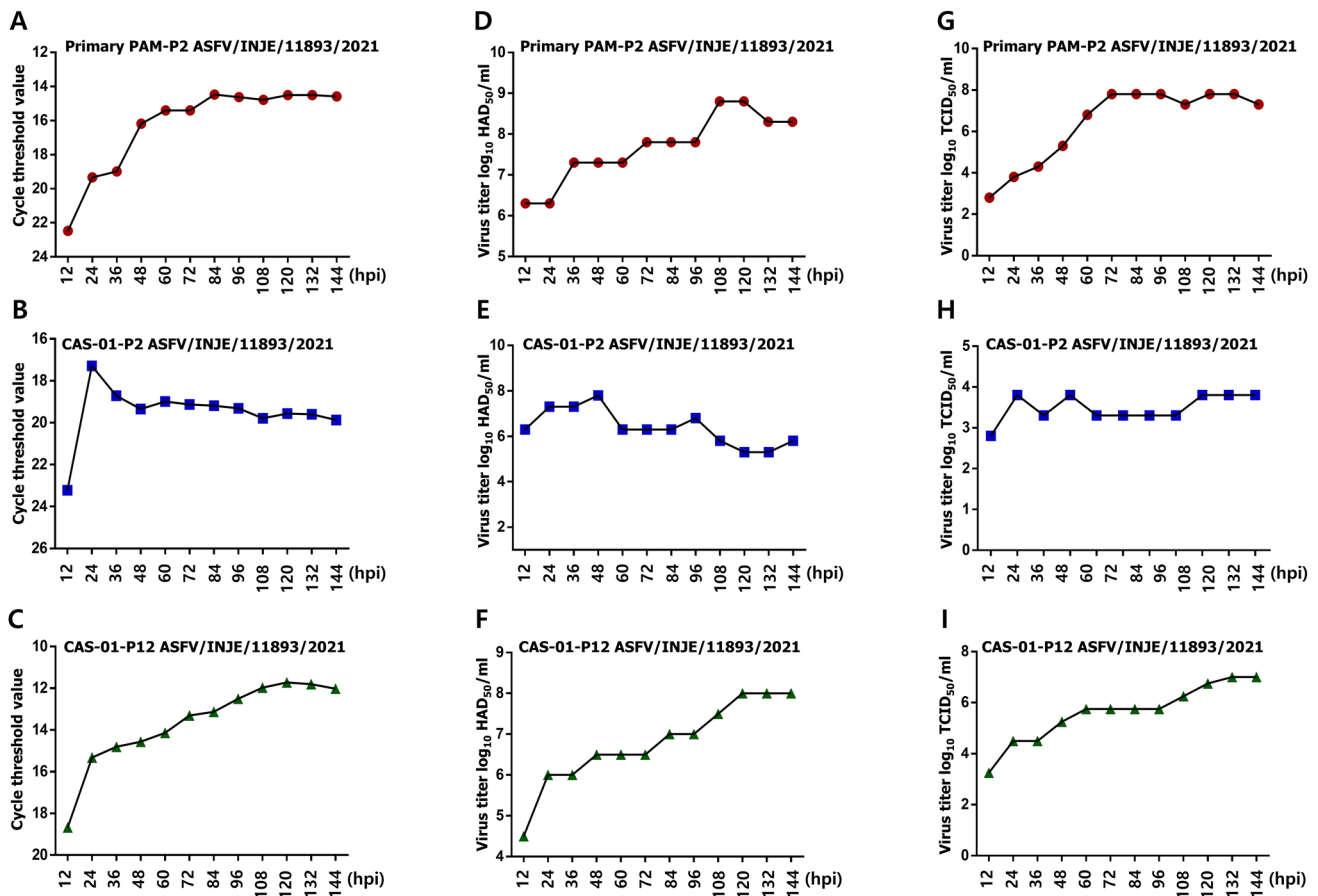 A
Primary PAM-P2 ASFV/INJE/11893/2021
Cycle threshold value
12
14
16
18
20
22
24
12 24 36 48 60 72 84 96 108 120 132 144 (hpi)
D
Primary PAM-P2 ASFV/INJE/11893/2021
Virus titer log10 HAD50/ml
10
9
8
7
6
5
12 24 36 48 60 72 84 96 108 120 132 144 (hpi)
G
Primary PAM-P2 ASFV/INJE/11893/2021
Virus titer log10 TCID50/ml
10
8
6
4
2
0
12 24 36 48 60 72 84 96 108 120 132 144 (hpi)
B
CAS-01-P2 ASFV/INJE/11893/2021
Cycle threshold value
16
18
20
22
24
26
12 24 36 48 60 72 84 96 108 120 132 144 (hpi)
E
CAS-01-P2 ASFV/INJE/11893/2021
Virus titer log10 HAD50/ml
10
8
6
4
2
12 24 36 48 60 72 84 96 108 120 132 144 (hpi)
H
CAS-01-P2 ASFV/INJE/11893/2021
Virus titer log10 TCID50/ml
5
4
3
2
1
0
12 24 36 48 60 72 84 96 108 120 132 144 (hpi)
C
CAS-01-P12 ASFV/INJE/11893/2021
Cycle threshold value
10
12
14
16
18
20
12 24 36 48 60 72 84 96 108 120 132 144 (hpi)
F
CAS-01-P12 ASFV/INJE/11893/2021
Virus titer log10 HAD50/ml
9
8
7
6
5
4
12 24 36 48 60 72 84 96 108 120 132 144 (hpi)
I
CAS-01-P12 ASFV/INJE/11893/2021
Virus titer log10 TCID50/ml
8
6
4
2
0
12 24 36 48 60 72 84 96 108 120 132 144 (hpi)